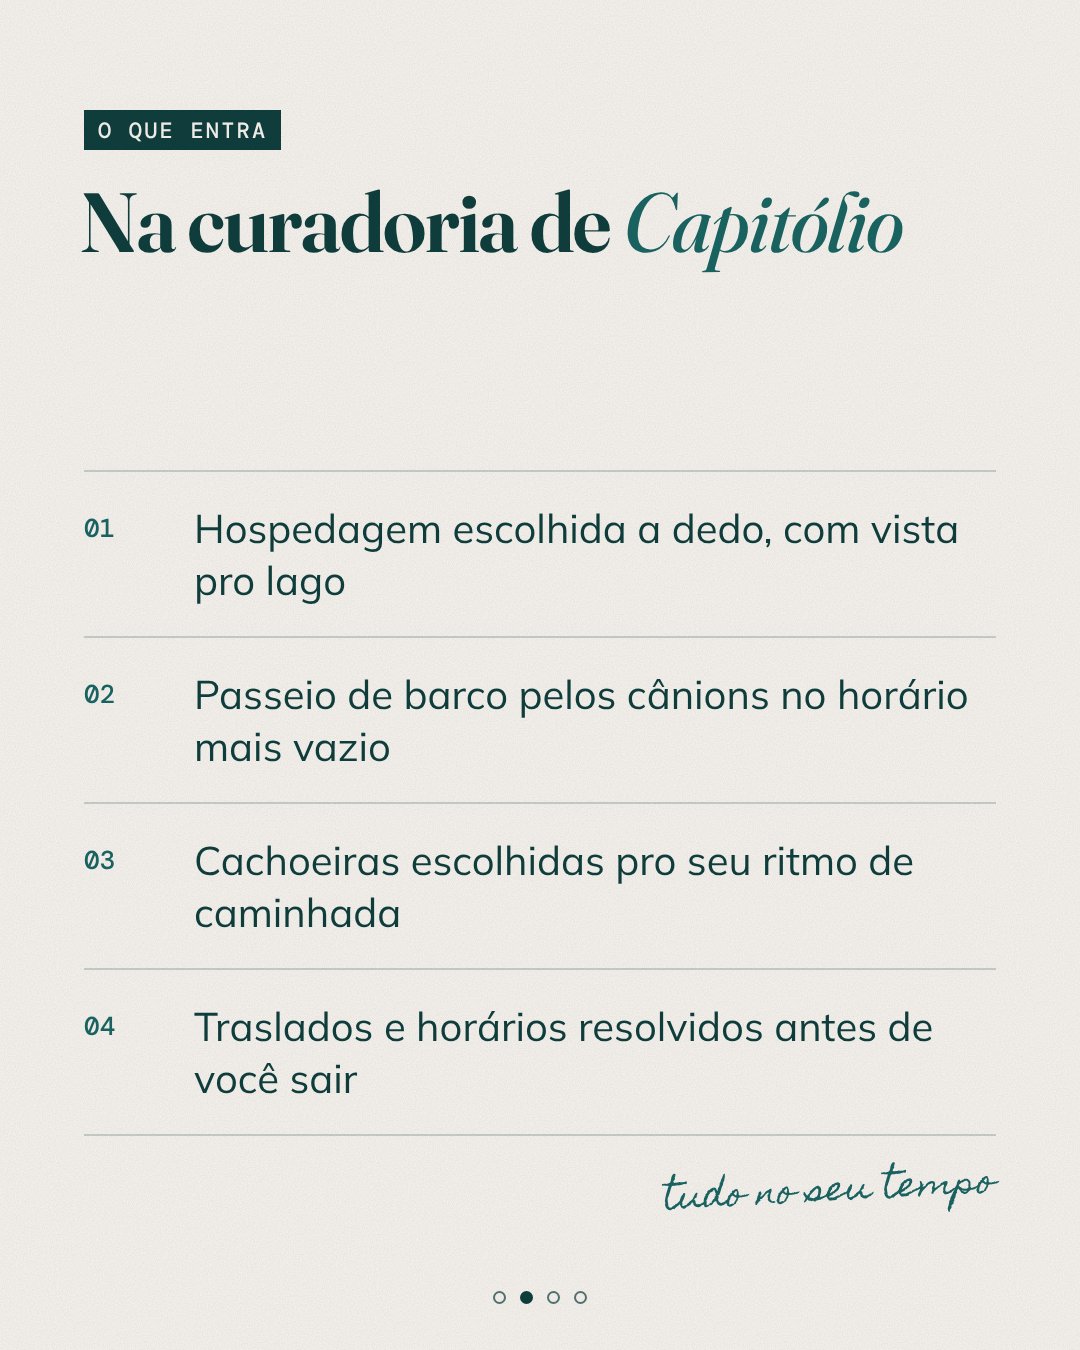 O QUE ENTRA
Na curadoria de Capitólio
01 Hospedagem escolhida a dedo, com vista
pro lago
02 Passeio de barco pelos cânions no horário
mais vazio
03 Cachoeiras escolhidas pro seu ritmo de
caminhada
04 Traslados e horários resolvidos antes de
você sair
tudo no seu tempo